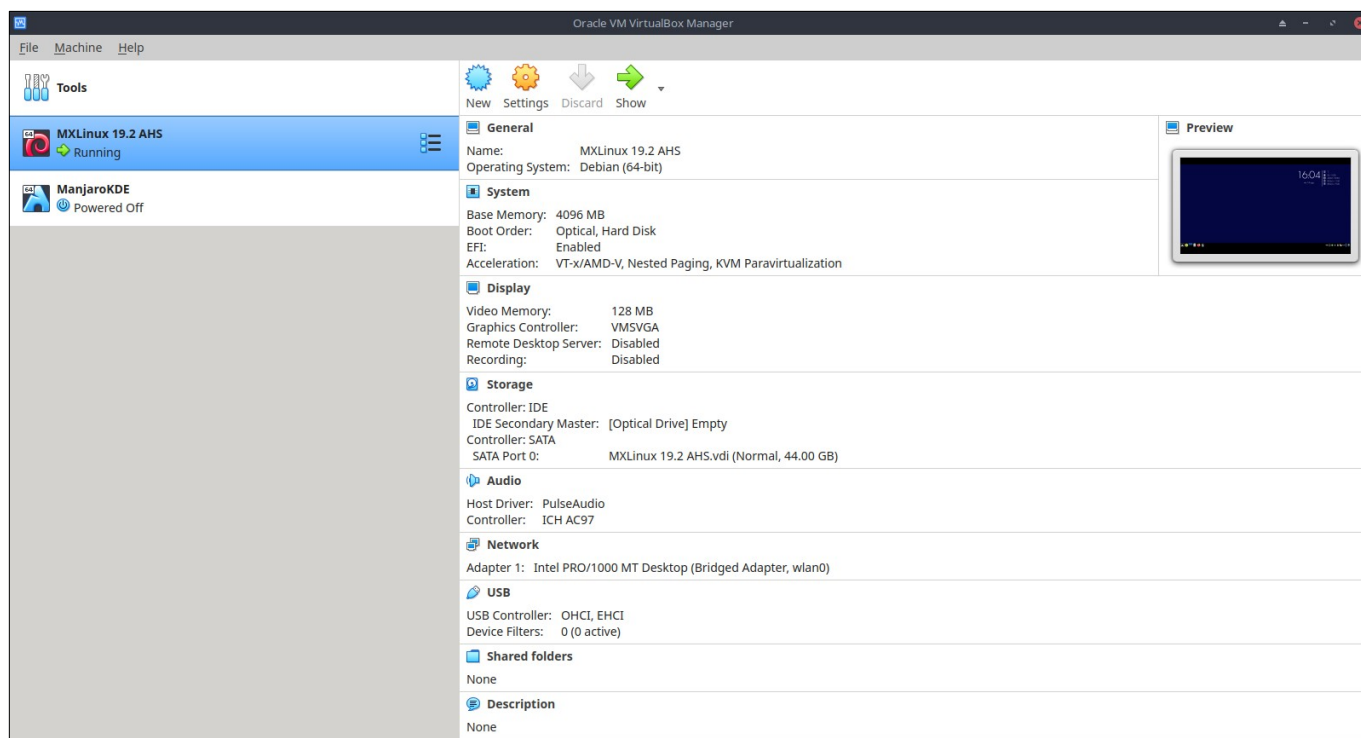 Oracle VM VirtualBox Manager
File Machine Help
Tools
64
MXLinux 19.2 AHS
Running
64
ManjaroKDE
Powered Off
New Settings Discard Show
General
Name: MXLinux 19.2 AHS
Operating System: Debian (64-bit)
System
Base Memory: 4096 MB
Boot Order: Optical, Hard Disk
EFI: Enabled
Acceleration: VT-x/AMD-V, Nested Paging, KVM Paravirtualization
Display
Video Memory: 128 MB
Graphics Controller: VMSVGA
Remote Desktop Server: Disabled
Recording: Disabled
Storage
Controller: IDE
IDE Secondary Master: [Optical Drive] Empty
Controller: SATA
SATA Port 0: MXLinux 19.2 AHS.vdi (Normal, 44.00 GB)
Audio
Host Driver: PulseAudio
Controller: ICH AC97
Network
Adapter 1: Intel PRO/1000 MT Desktop (Bridged Adapter, wlan0)
USB
USB Controller: OHCI, EHCI
Device Filters: 0 (0 active)
Shared folders
None
Description
None
Preview
16:04